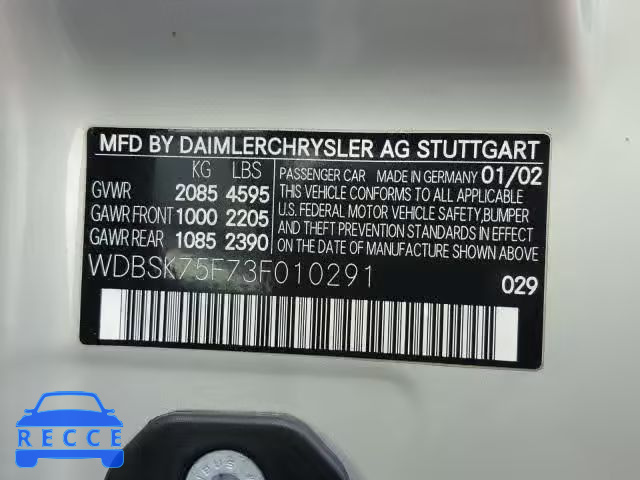 MFD BY DAIMLERCHRYSLER AG STUTTGART
KG LBS
GVWR 2085 4595
GAWR FRONT 1000 2205
GAWR REAR 1085 2390
PASSENGER CAR MADE IN GERMANY 01/02
THIS VEHICLE CONFORMS TO ALL APPLICABLE
U.S. FEDERAL MOTOR VEHICLE SAFETY,BUMPER
AND THEFT PREVENTION STANDARDS IN EFFECT
ON THE DATE OF MANUFACTURE SHOWN ABOVE.
WDBSK75F73F010291
029
RECCE